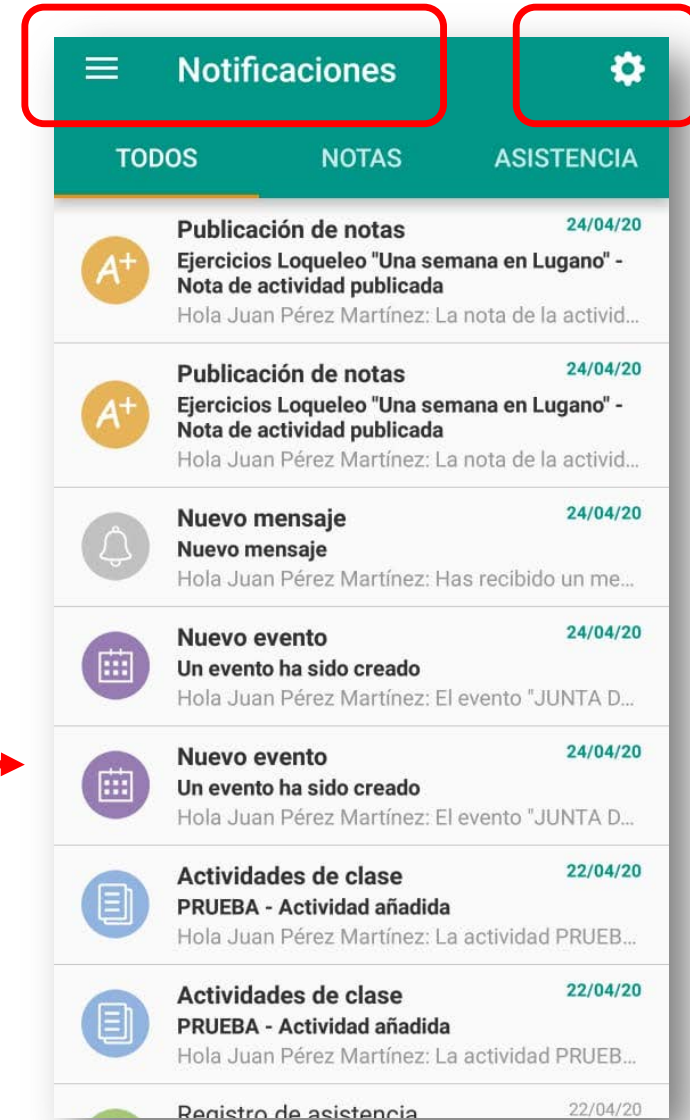 Notificaciones
TODOS NOTAS ASISTENCIA
Publicación de notas 24/04/20
Ejercicios Loqueleo "Una semana en Lugano" -
Nota de actividad publicada
Hola Juan Pérez Martínez: La nota de la activid...
Publicación de notas 24/04/20
Ejercicios Loqueleo "Una semana en Lugano" -
Nota de actividad publicada
Hola Juan Pérez Martínez: La nota de la activid...
Nuevo mensaje 24/04/20
Nuevo mensaje
Hola Juan Pérez Martínez: Has recibido un me...
Nuevo evento 24/04/20
Un evento ha sido creado
Hola Juan Pérez Martínez: El evento "JUNTA D...
Nuevo evento 24/04/20
Un evento ha sido creado
Hola Juan Pérez Martínez: El evento "JUNTA D...
Actividades de clase 22/04/20
PRUEBA - Actividad añadida
Hola Juan Pérez Martínez: La actividad PRUEB...
Actividades de clase 22/04/20
PRUEBA - Actividad añadida
Hola Juan Pérez Martínez: La actividad PRUEB...
Registro de asistencia 22/04/20